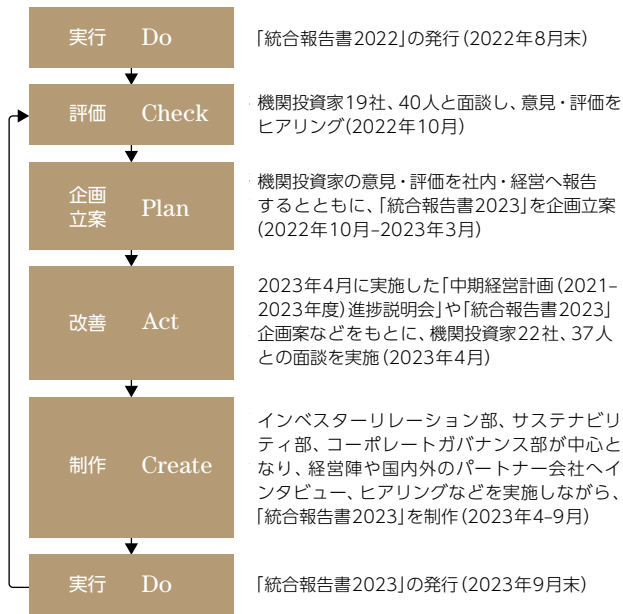 実行 Do
「統合報告書2022」の発行(2022年8月末)
評価 Check
機関投資家19社、40人と面談し、意見・評価を
ヒアリング(2022年10月)
企画
立案 Plan
機関投資家の意見・評価を社内・経営へ報告
するとともに、「統合報告書2023」を企画立案
(2022年10月–2023年3月)
改善 Act
2023年4月に実施した「中期経営計画(2021–
2023年度)進捗説明会」や「統合報告書2023」
企画案などをもとに、機関投資家22社、37人
との面談を実施(2023年4月)
制作 Create
インベスターリレーション部、サステナビリ
ティ部、コーポレートガバナンス部が中心と
なり、経営陣や国内外のパートナー会社へイ
ンタビュー、ヒアリングなどを実施しながら、
「統合報告書2023」を制作(2023年4–9月)
実行 Do
「統合報告書2023」の発行(2023年9月末)